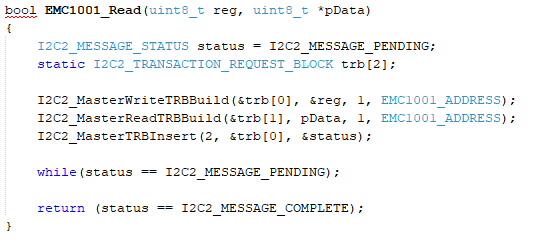 bool EMC1001_Read(uint8_t reg, uint8_t *pData)
{
I2C2_MESSAGE_STATUS status = I2C2_MESSAGE_PENDING;
static I2C2_TRANSACTION_REQUEST_BLOCK trb[2];
I2C2_MasterWriteTRBBuild(&trb[0], &reg, 1, EMC1001_ADDRESS);
I2C2_MasterReadTRBBuild(&trb[1], pData, 1, EMC1001_ADDRESS);
I2C2_MasterTRBInsert(2, &trb[0], &status);
while(status == I2C2_MESSAGE_PENDING);
return (status == I2C2_MESSAGE_COMPLETE);
}